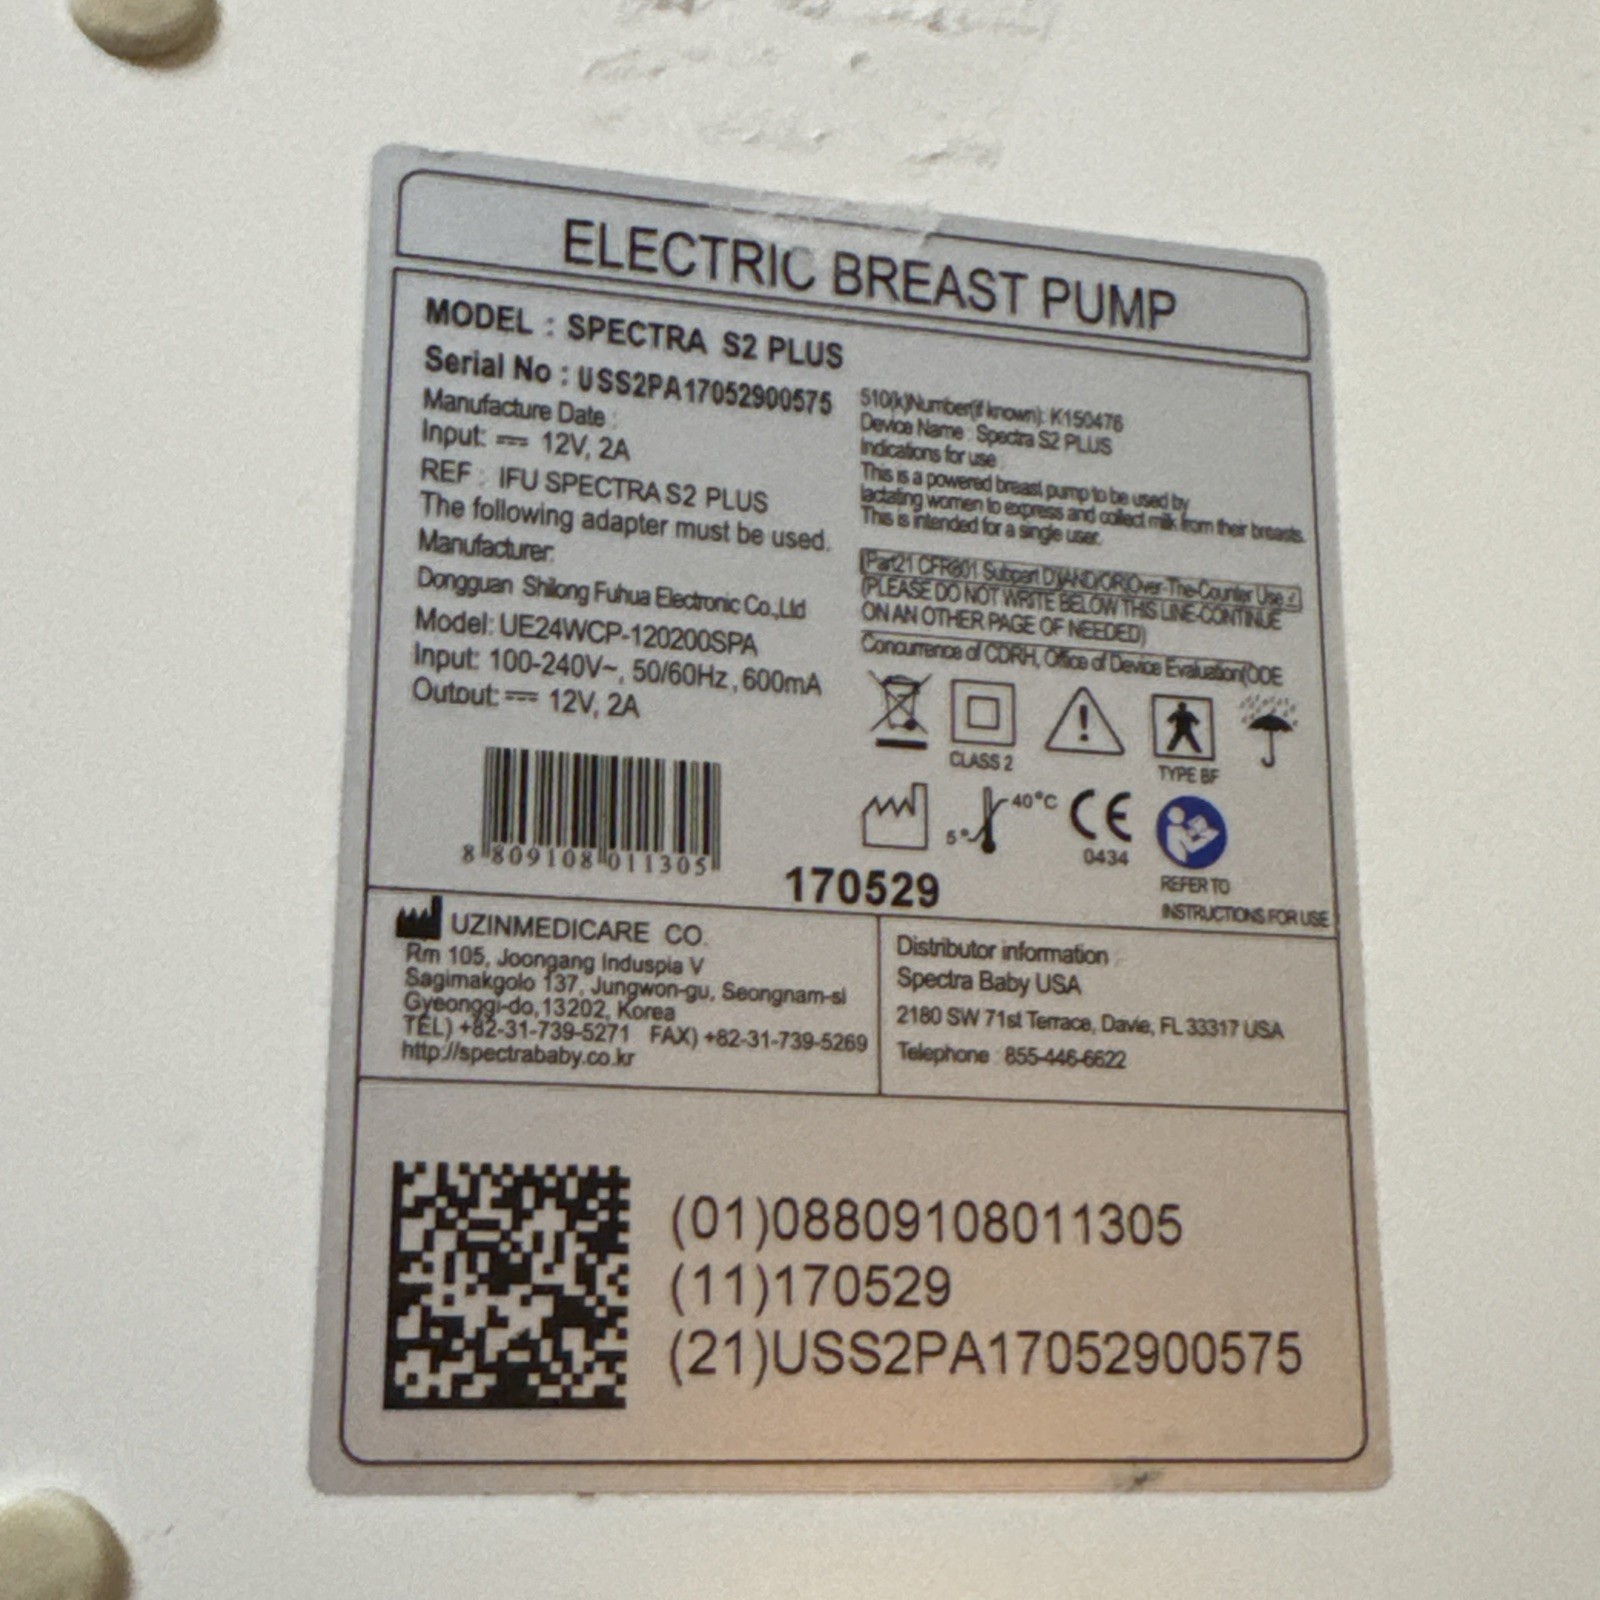 ELECTRIC BREAST PUMP
MODEL : SPECTRA S2 PLUS
Serial No : USS2PA17052900575
Manufacture Date :
Input: 12V, 2A
REF : IFU SPECTRA S2 PLUS
The following adapter must be used.
Manufacturer:
Dongguan Shilong Fuhua Electronic Co.,Ltd
Model: UE24WCP-120200SPA
Input: 100-240V~, 50/60Hz, 600mA
Outout: 12V, 2A
8 809108 011305
510(k)Number(if known): K150476
Device Name : Spectra S2 PLUS
Indications for use :
This is a powered breast pump to be used by
lactating women to express and collect milk from their breasts.
This is intended for a single user.
(Part21 CFR801 Subpart D)(AND/OR)(Over-The-Counter Use √)
(PLEASE DO NOT WRITE BELOW THIS LINE-CONTINUE
ON AN OTHER PAGE OF NEEDED)
Concurrence of CDRH, Office of Device Evaluation(ODE
CLASS 2
TYPE BF
5°
40°C
CE
0434
REFER TO
INSTRUCTIONS FOR USE
170529
UZINMEDICARE CO.
Rm 105, Joongang Induspia V
Sagimakgolo 137, Jungwon-gu, Seongnam-si
Gyeonggi-do,13202, Korea
TEL) +82-31-739-5271 FAX) +82-31-739-5269
http://spectrababy.co.kr
Distributor information :
Spectra Baby USA
2180 SW 71st Terrace, Davie, FL 33317 USA
Telephone : 855-446-6622
(01)08809108011305
(11)170529
(21)USS2PA17052900575